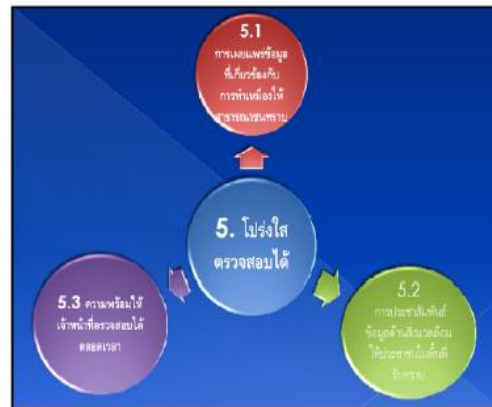 5.1
การเผยแพร่ข้อมูล
ที่เกี่ยวข้องกับ
การทำเหมืองให้
สาธารณชนทราบ
5. โปร่งใส
ตรวจสอบได้
5.3 ความพร้อมให้
เจ้าหน้าที่ตรวจสอบได้
ตลอดเวลา
5.2
การประชาสัมพันธ์
ข้อมูลด้านสิ่งแวดล้อม
ให้ประชาชนในพื้นที่
รับทราบ